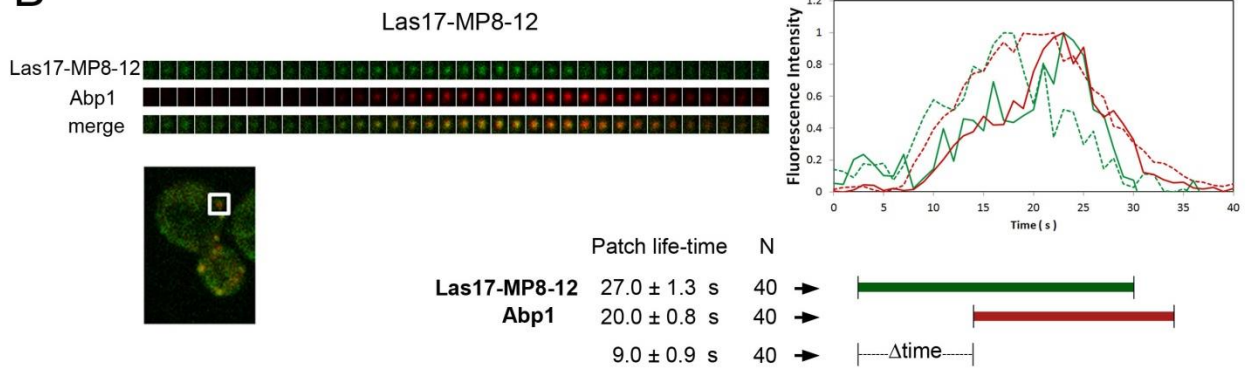 B
Las17-MP8-12
Las17-MP8-12
Abp1
merge
Fluorescence Intensity
1.2
1
0.8
0.6
0.4
0.2
0
0 5 10 15 20 25 30 35 40
Time ( s )
Patch life-time N
Las17-MP8-12 27.0 ± 1.3 s 40
Abp1 20.0 ± 0.8 s 40
9.0 ± 0.9 s 40 Δtime